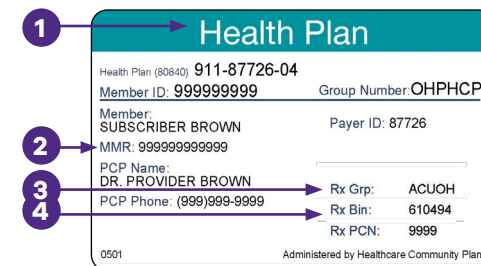 1
Health Plan
Health Plan (80840) 911-87726-04
Member ID: 999999999 Group Number:OHPHCP
Member:
SUBSCRIBER BROWN Payer ID: 87726
2 MMR: 999999999999
PCP Name:
DR. PROVIDER BROWN
3 Rx Grp: ACUOH
PCP Phone: (999)999-9999
4 Rx Bin: 610494
Rx PCN: 9999
0501 Administered by Healthcare Community Plan